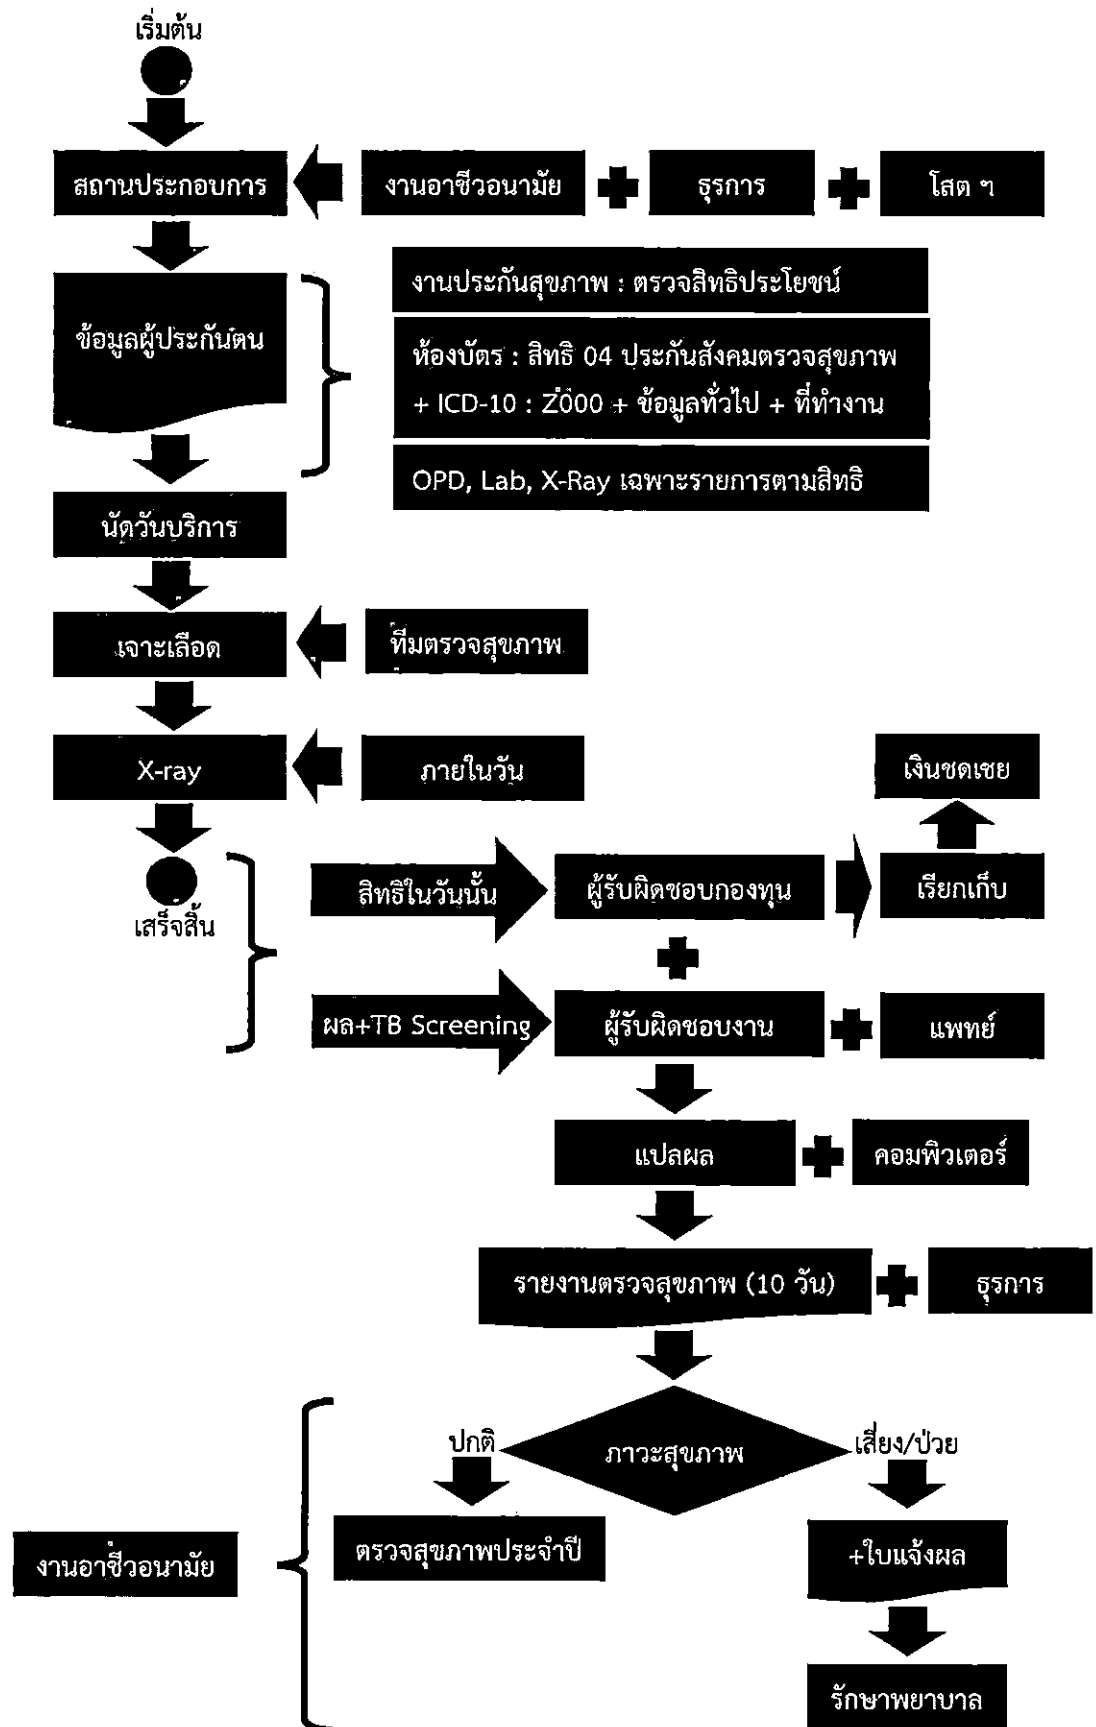 เริ่มต้น
สถานประกอบการ
งานอาชีวอนามัย
ธุรการ
โสต ฯ
ข้อมูลผู้ประกันตน
งานประกันสุขภาพ : ตรวจสิทธิประโยชน์
ห้องบัตร : สิทธิ 04 ประกันสังคมตรวจสุขภาพ
+ ICD-10 : Z000 + ข้อมูลทั่วไป + ที่ทำงาน
OPD, Lab, X-Ray เฉพาะรายการตามสิทธิ
นัดวันบริการ
เจาะเลือด
ทีมตรวจสุขภาพ
X-ray
ภายในวัน
เงินชดเชย
เสร็จสิ้น
สิทธิในวันนั้น
ผู้รับผิดชอบกองทุน
เรียกเก็บ
ผล+TB Screening
ผู้รับผิดชอบงาน
แพทย์
แปลผล
คอมพิวเตอร์
รายงานตรวจสุขภาพ (10 วัน)
ธุรการ
ภาวะสุขภาพ
ปกติ
เสี่ยง/ป่วย
งานอาชีวอนามัย
ตรวจสุขภาพประจำปี
+ใบแจ้งผล
รักษาพยาบาล